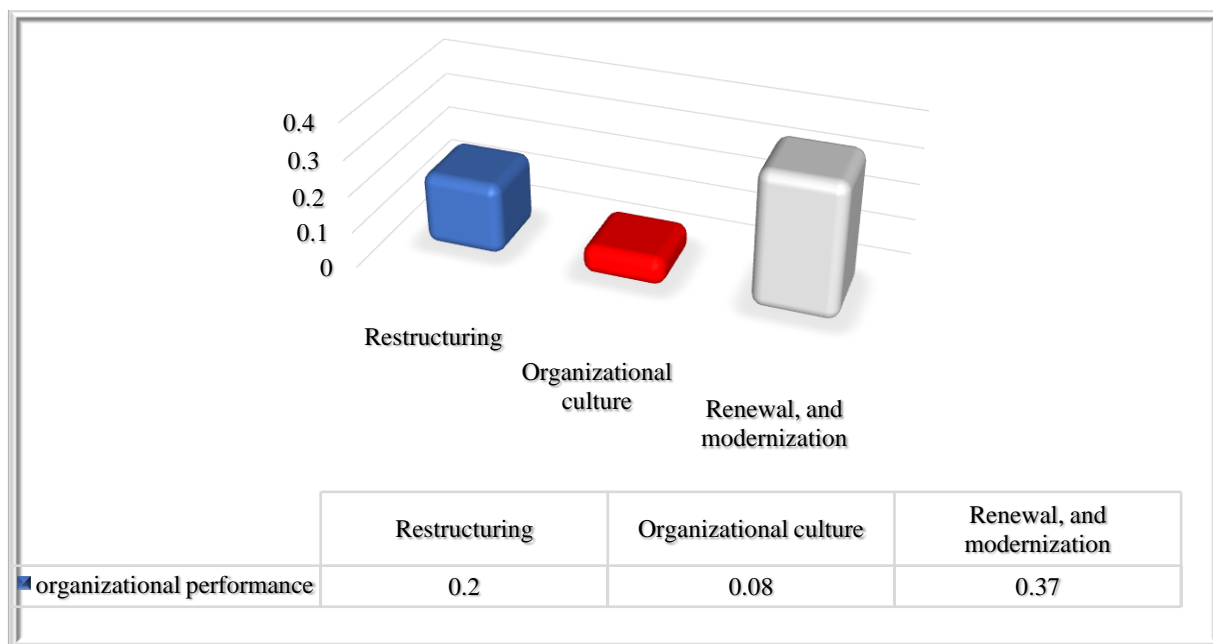 0.4
0.3
0.2
0.1
0
Restructuring
Organizational
culture
Renewal, and
modernization
Restructuring
Organizational culture
Renewal, and
modernization
organizational performance
0.2
0.08
0.37